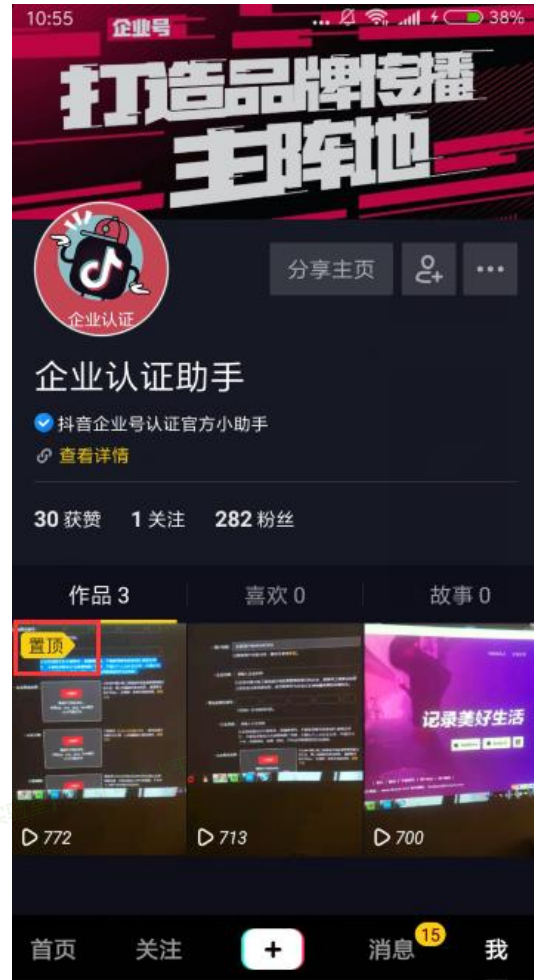 10:55
38%
企业号
打造品牌传播
主阵地
企业认证
分享主页
企业认证助手
抖音企业号认证官方小助手
查看详情
30 获赞 1 关注 282 粉丝
作品 3 喜欢 0 故事 0
置顶
记录美好生活
772 713 700
首页 关注 消息 15 我